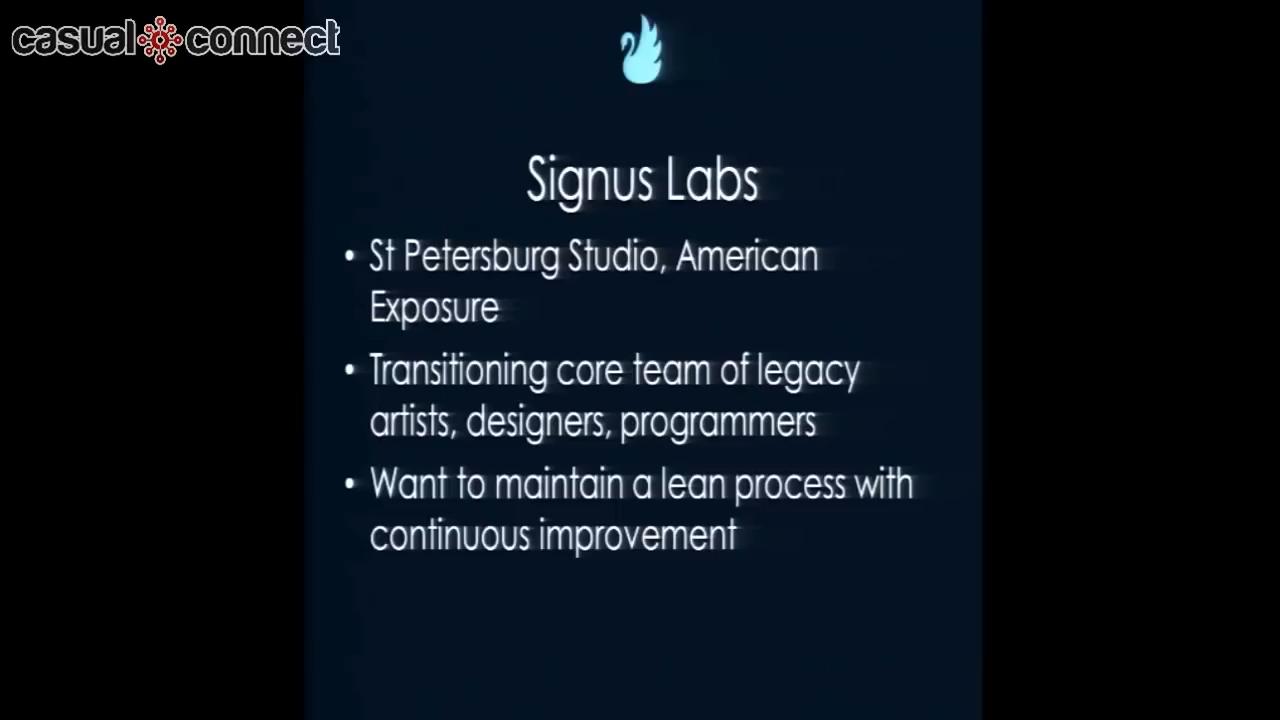 casual connect
Signus Labs
• St Petersburg Studio, American
Exposure
• Transitioning core team of legacy
artists, designers, programmers
• Want to maintain a lean process with
continuous improvement